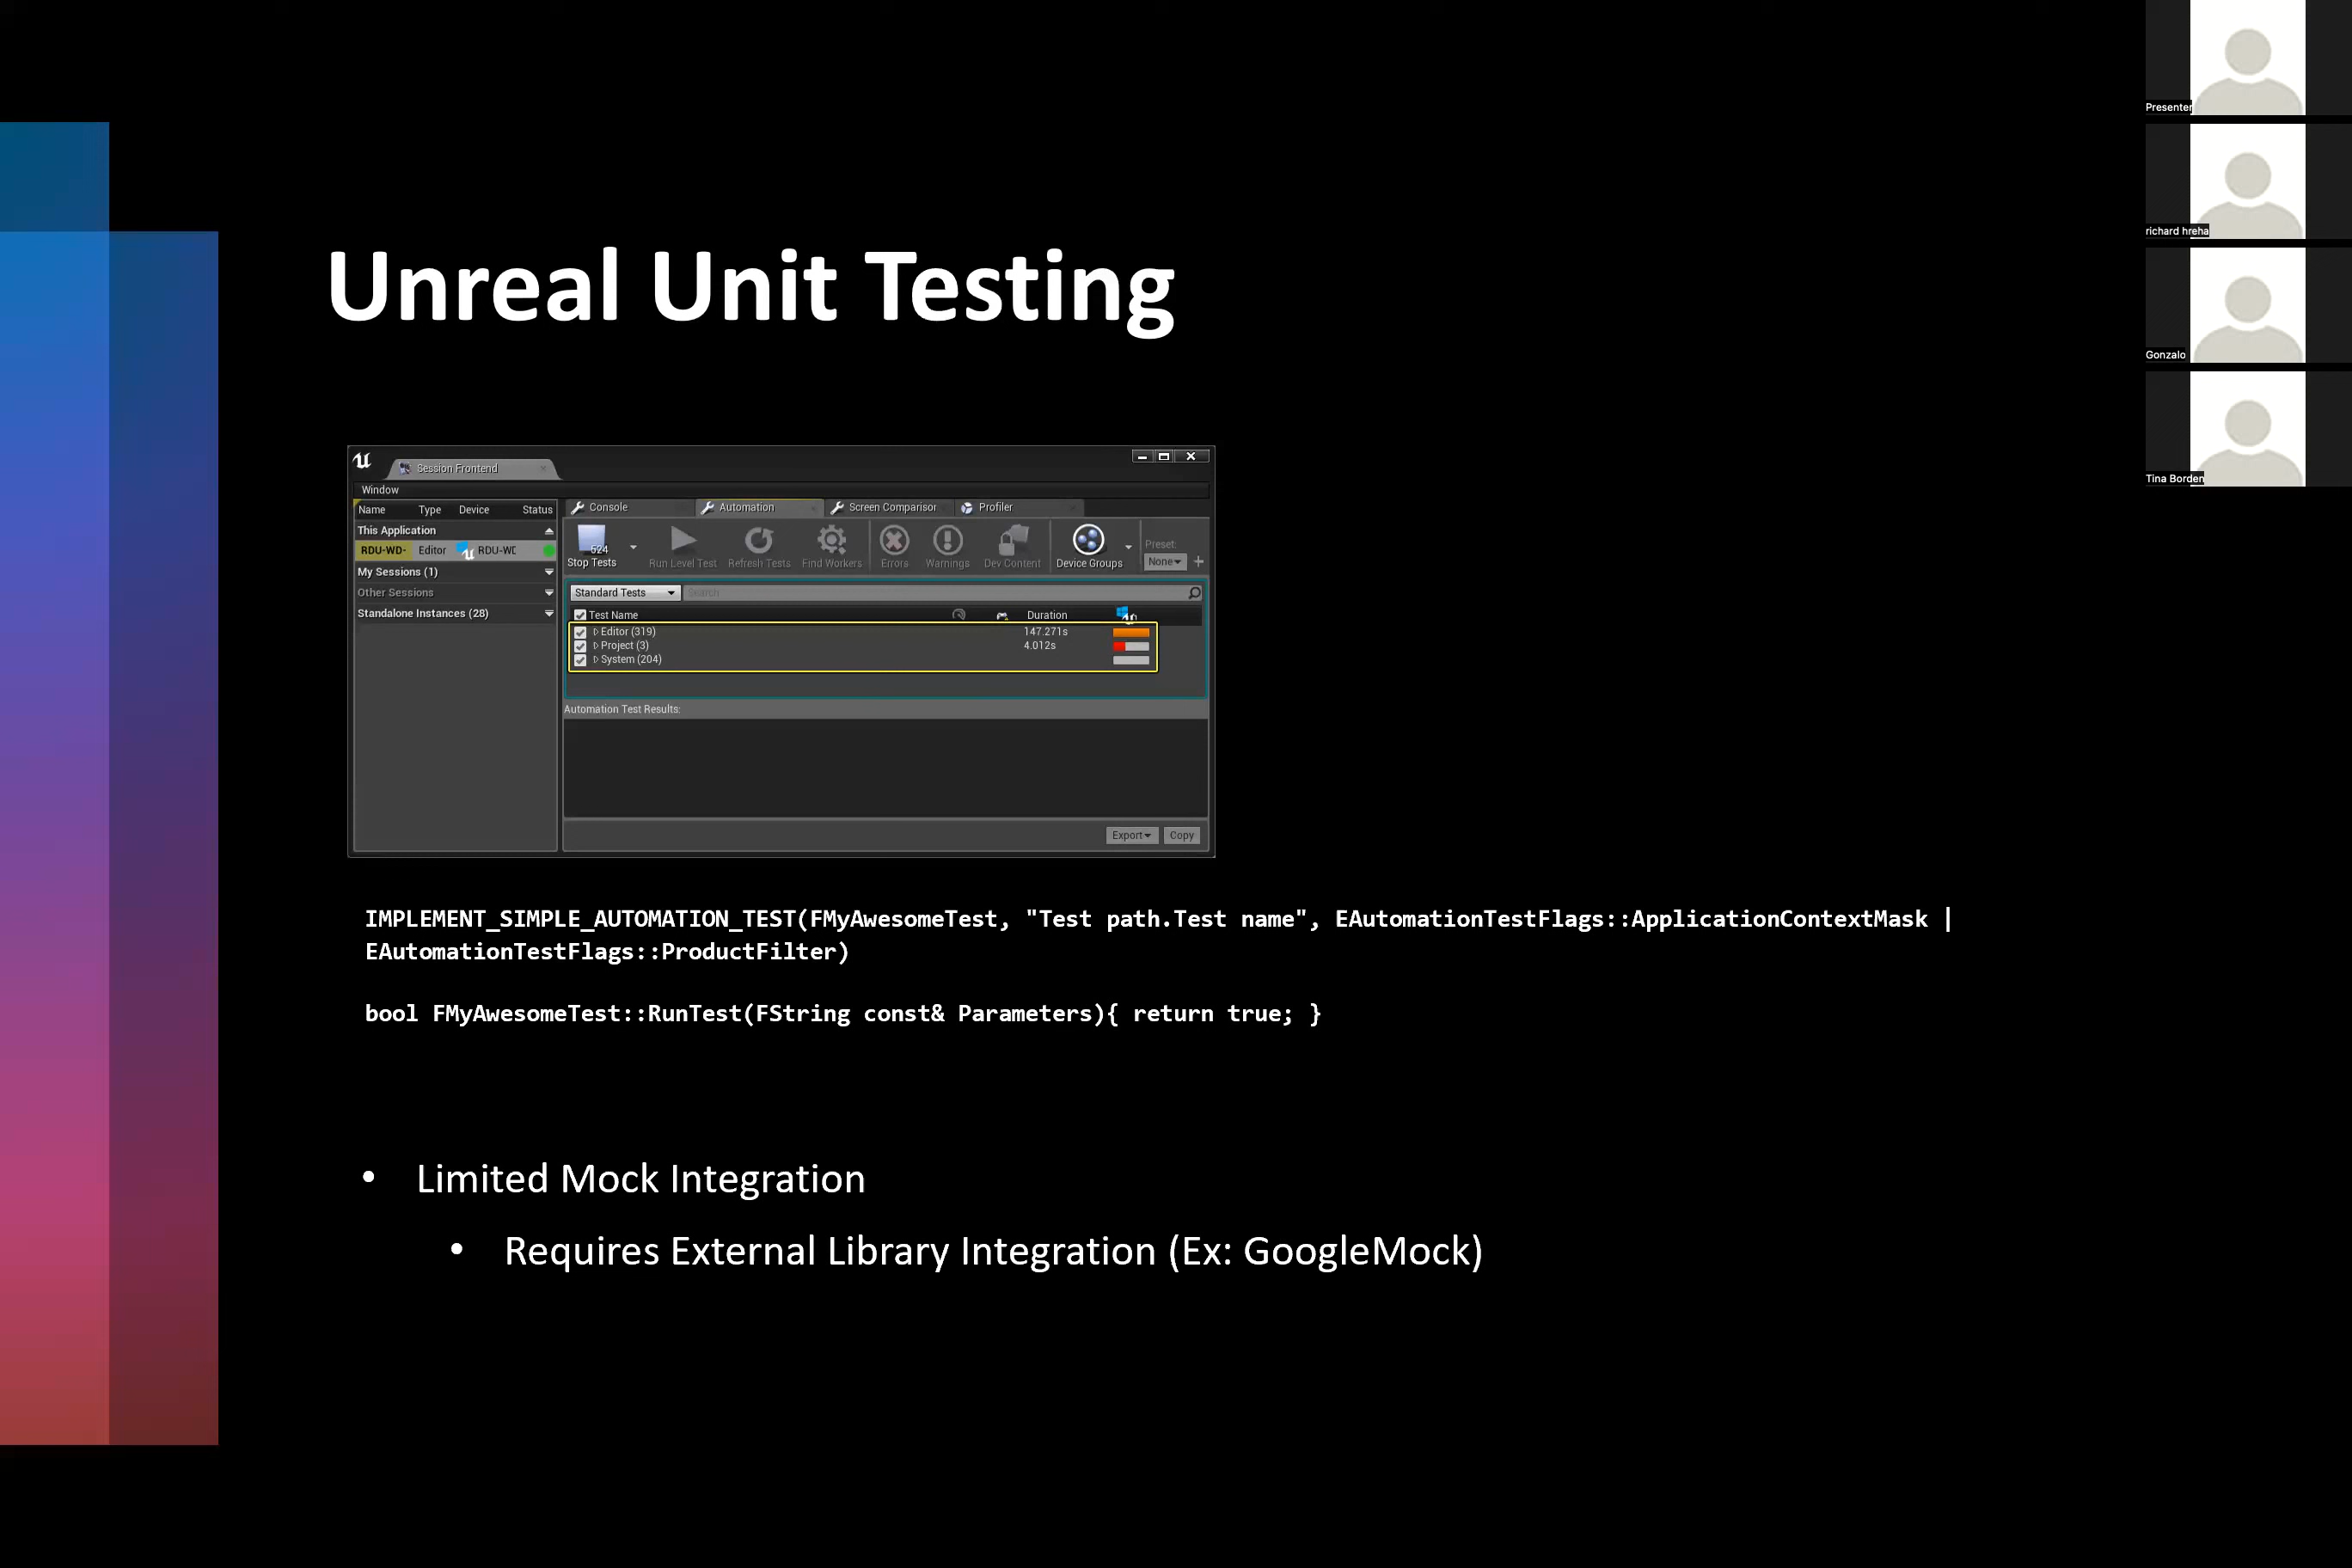 Presenter
richard hreha
Gonzalo
Tina Borden
Unreal Unit Testing
Session Frontend
Window
Name Type Device Status
This Application
RDU-WD- Editor RDU-WD
My Sessions (1)
Other Sessions
Standalone Instances (28)
Console Automation Screen Comparison Profiler
524
Stop Tests Run Level Test Refresh Tests Find Workers Errors Warnings Dev Content Device Groups
Preset:
None
Standard Tests Search
Test Name Duration
Editor (319) 147.271s
Project (3) 4.012s
System (204)
Automation Test Results:
Export Copy
IMPLEMENT_SIMPLE_AUTOMATION_TEST(FMyAwesomeTest, "Test path.Test name", EAutomationTestFlags::ApplicationContextMask |
EAutomationTestFlags::ProductFilter)
bool FMyAwesomeTest::RunTest(FString const& Parameters){ return true; }
• Limited Mock Integration
• Requires External Library Integration (Ex: GoogleMock)